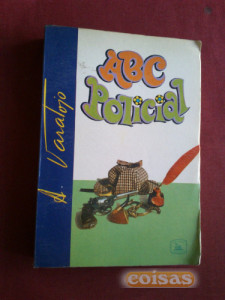 ABC
Policial
A. Varatojo
coisas